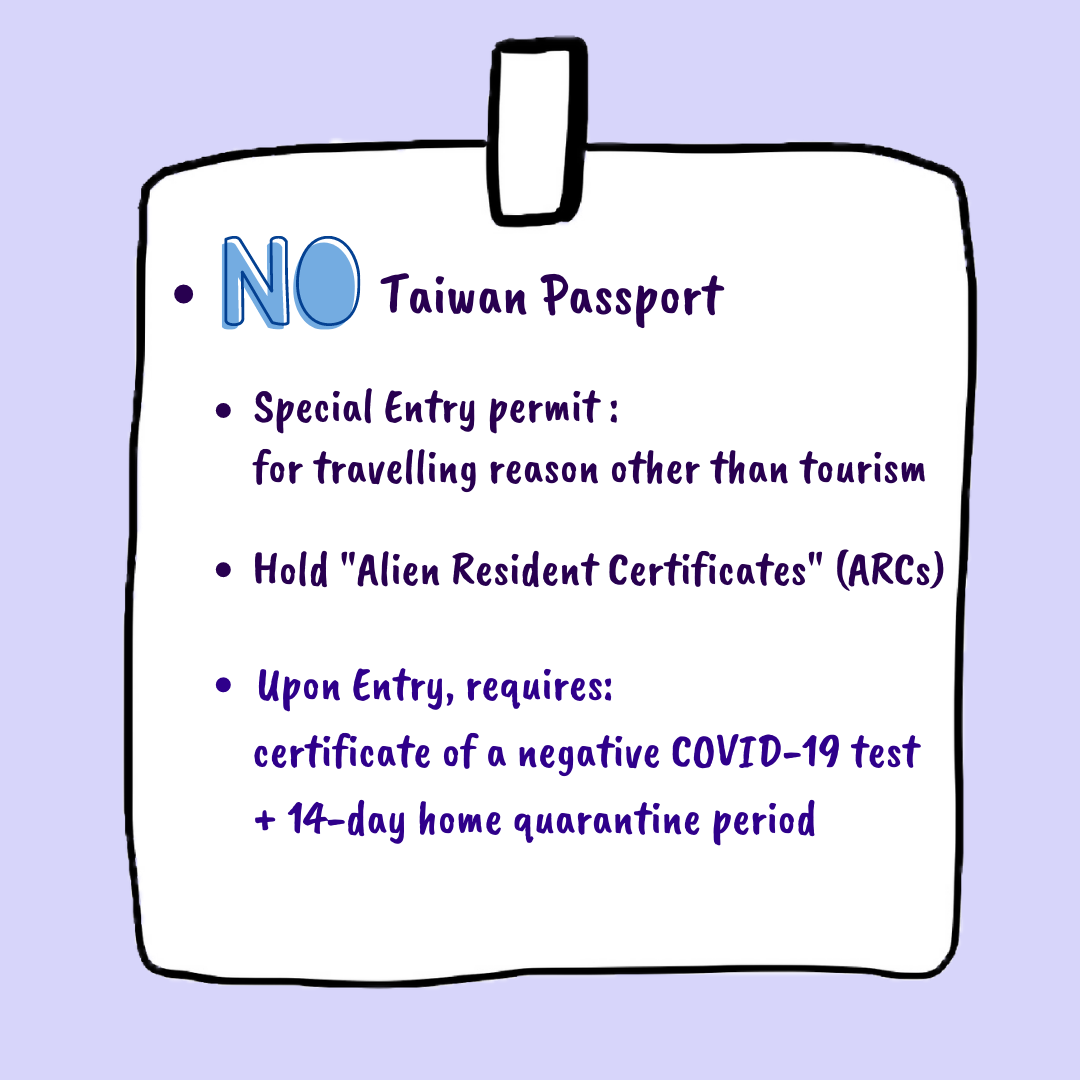 • NO Taiwan Passport
• Special Entry permit :
for travelling reason other than tourism
• Hold "Alien Resident Certificates" (ARCs)
• Upon Entry, requires:
certificate of a negative COVID-19 test
+ 14-day home quarantine period